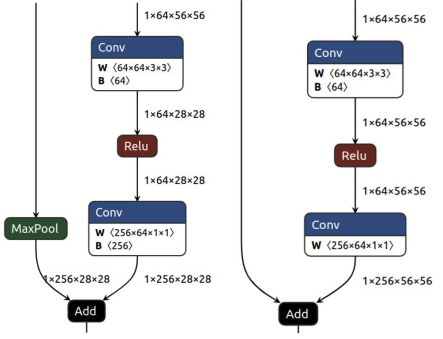 1×64×56×56
Conv
W ⟨64×64×3×3⟩
B ⟨64⟩
1×64×28×28
Relu
1×64×28×28
Conv
W ⟨256×64×1×1⟩
B ⟨256⟩
MaxPool
1×256×28×28
1×256×28×28
Add
1×64×56×56
Conv
W ⟨64×64×3×3⟩
B ⟨64⟩
1×64×56×56
Relu
1×64×56×56
Conv
W ⟨256×64×1×1⟩
1×256×56×56
Add